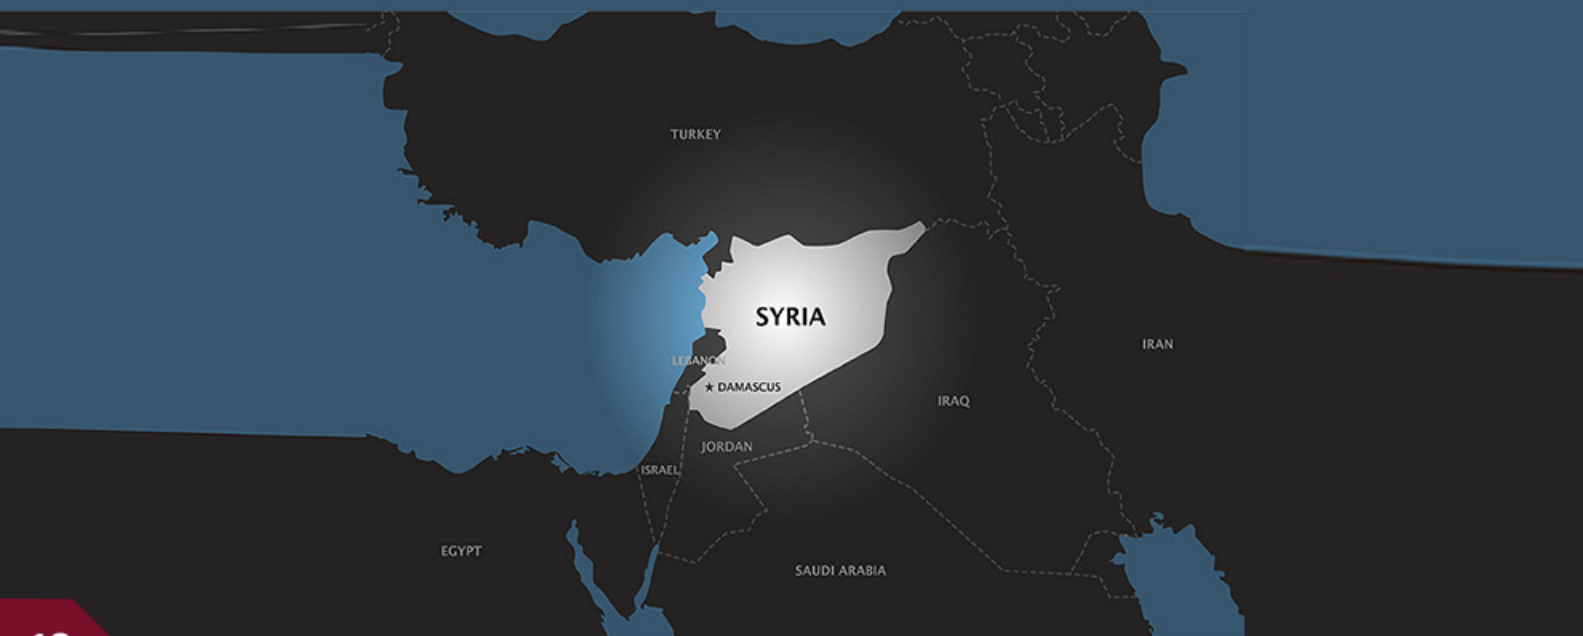 TURKEY
SYRIA
IRAN
LEBANON
DAMASCUS
IRAQ
JORDAN
ISRAEL
EGYPT
SAUDI ARABIA